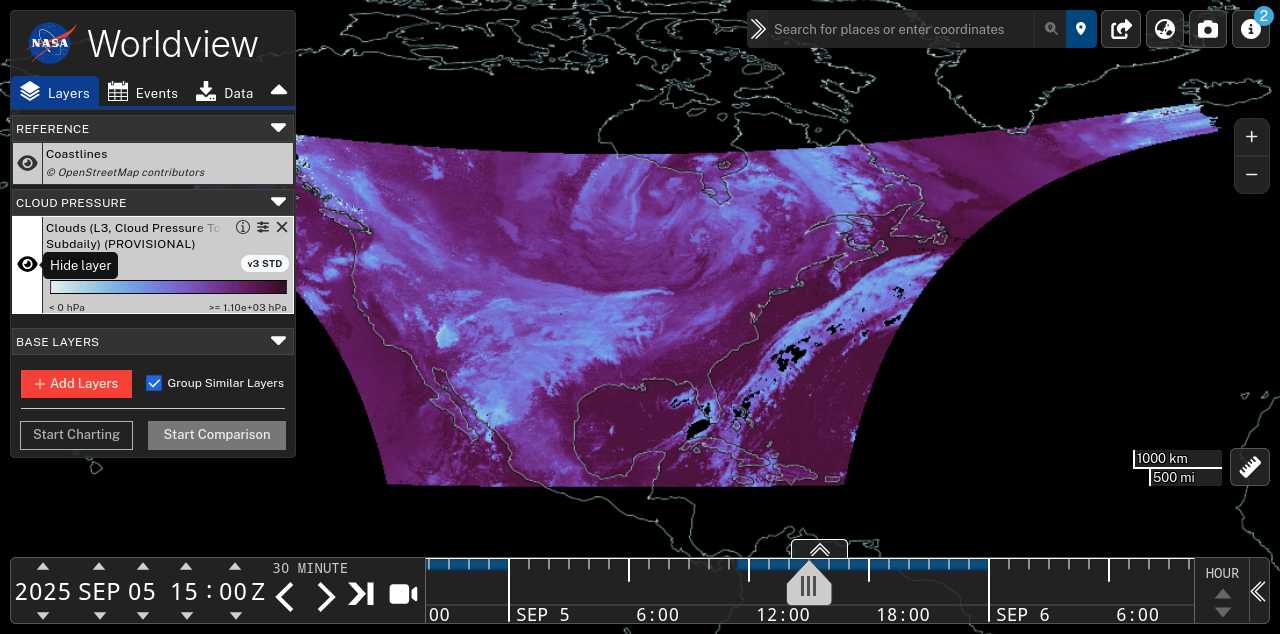 NASA Worldview
Search for places or enter coordinates
2
Layers
Events
Data
REFERENCE
Coastlines
© OpenStreetMap contributors
CLOUD PRESSURE
Clouds (L3, Cloud Pressure To
Subdaily) (PROVISIONAL)
Hide layer
v3 STD
< 0 hPa
>= 1.10e+03 hPa
BASE LAYERS
+ Add Layers
Group Similar Layers
Start Charting
Start Comparison
+
−
1000 km
500 mi
2025 SEP 05 15 : 00 Z
30 MINUTE
00
SEP 5
6:00
12:00
18:00
SEP 6
6:00
HOUR